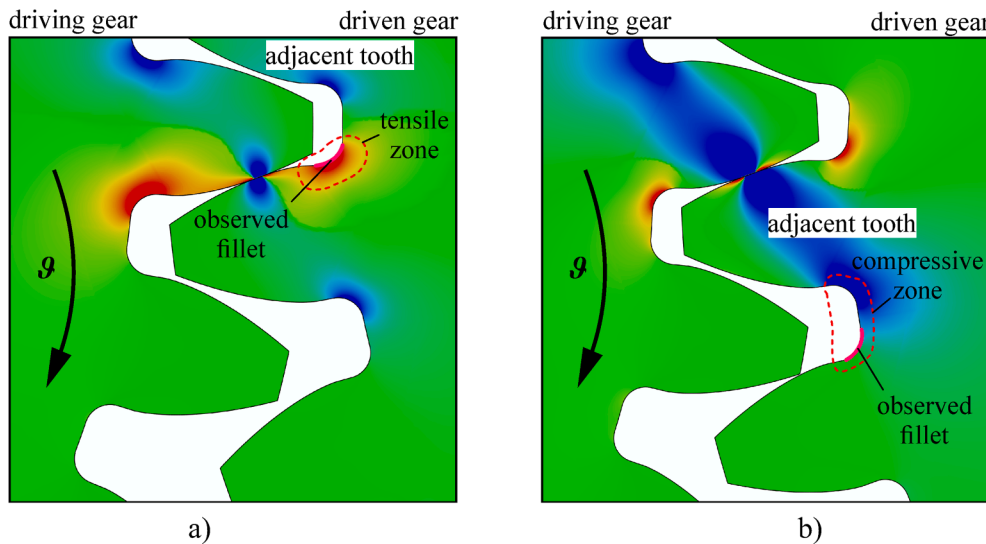 driving gear
driven gear
adjacent tooth
tensile
zone
observed
fillet
ϑ
a)
driving gear
driven gear
adjacent tooth
compressive
zone
observed
fillet
ϑ
b)